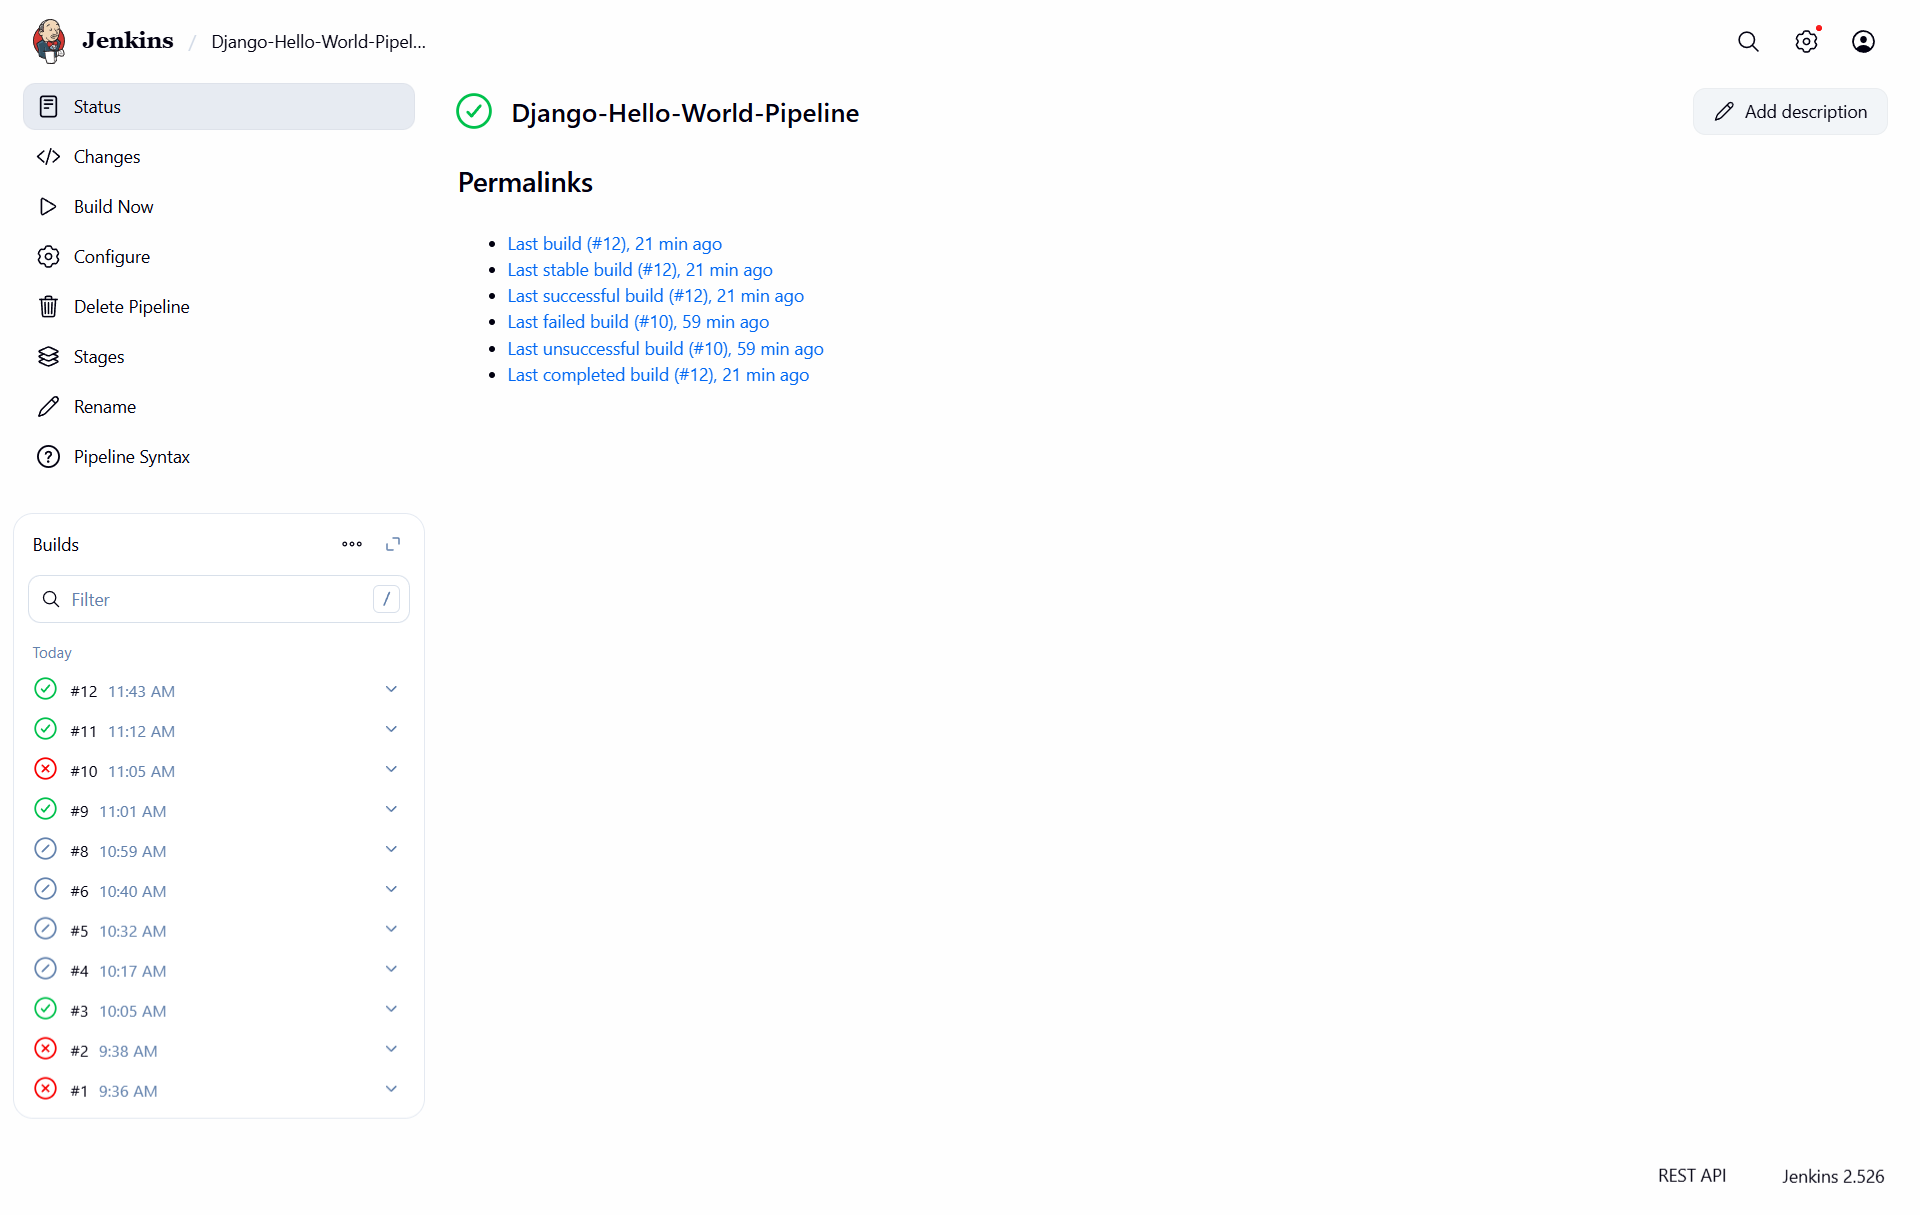 Jenkins / Django-Hello-World-Pipel...
Status
Changes
Build Now
Configure
Delete Pipeline
Stages
Rename
Pipeline Syntax
Django-Hello-World-Pipeline
Add description
Permalinks
Last build (#12), 21 min ago
Last stable build (#12), 21 min ago
Last successful build (#12), 21 min ago
Last failed build (#10), 59 min ago
Last unsuccessful build (#10), 59 min ago
Last completed build (#12), 21 min ago
Builds
Filter /
Today
#12 11:43 AM
#11 11:12 AM
#10 11:05 AM
#9 11:01 AM
#8 10:59 AM
#6 10:40 AM
#5 10:32 AM
#4 10:17 AM
#3 10:05 AM
#2 9:38 AM
#1 9:36 AM
REST API
Jenkins 2.526